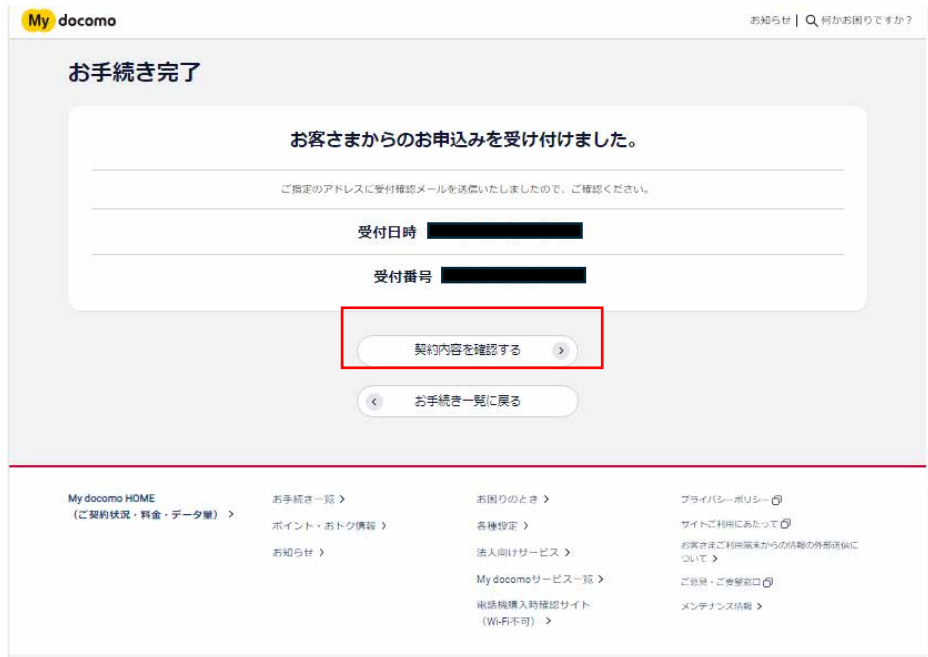 My docomo
お知らせ | 何かお困りですか？
お手続き完了
お客さまからのお申込みを受け付けました。
ご指定のアドレスに受付確認メールを送信いたしましたので、ご確認ください。
受付日時
受付番号
契約内容を確認する
お手続き一覧に戻る
My docomo HOME
（ご契約状況・料金・データ量）
お手続き一覧
ポイント・おトク情報
お知らせ
お困りのとき
各種設定
法人向けサービス
My docomoサービス一覧
電話機購入時確認サイト
（Wi-Fi不可）
プライバシーポリシー
サイトご利用にあたって
お客さまご利用端末からの情報の外部送信に
ついて
ご意見・ご要望窓口
メンテナンス情報